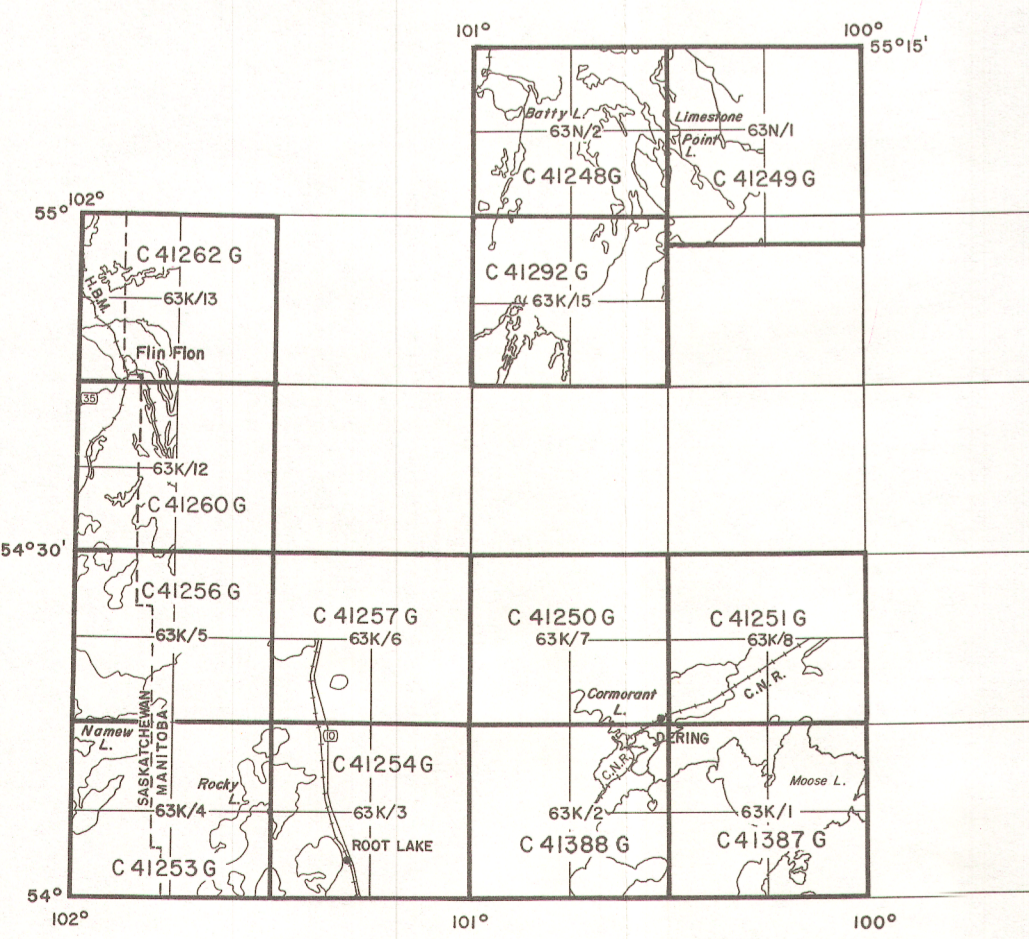 101° 100°
55°15'
Batty L. Limestone
63N/2 63N/1
Point
L.
C 41248G C 41249G
102°
55°
C 41262 G
C 41292 G
H.B.M.
63K/13 63K/15
Flin Flon
35
63K/12
C 41260 G
54°30'
C 41256 G
C 41257 G C 41250 G C 41251 G
63K/5 63K/6 63K/7 63K/8
C.N.R.
Cormorant
L.
SASKATCHEWAN
MANITOBA
Namew
L.
10
DERING
C 41254 G
C.N.R.
Rocky
L.
Moose L.
63K/4 63K/3 63K/2 63K/1
C 41388 G C 41387 G
ROOT LAKE
C 41253 G
54°
102° 101° 100°